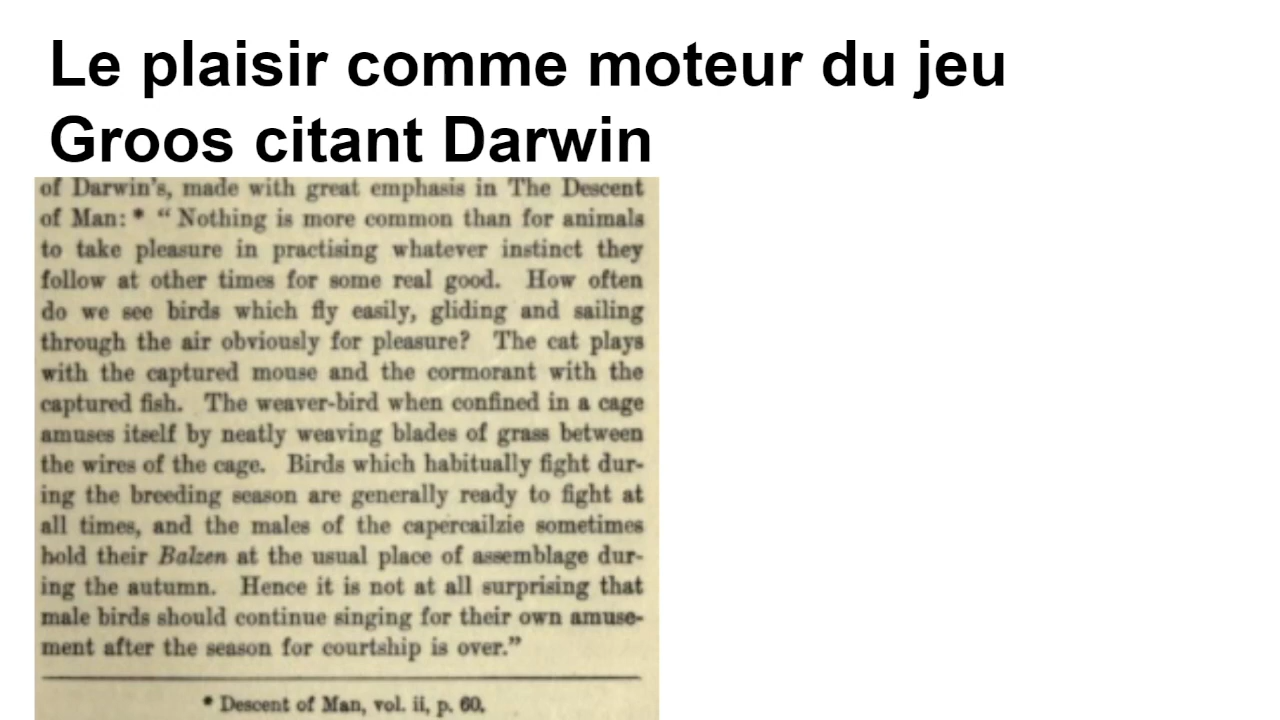 Le plaisir comme moteur du jeu
Groos citant Darwin
of Darwin's, made with great emphasis in The Descent
of Man: * “ Nothing is more common than for animals
to take pleasure in practising whatever instinct they
follow at other times for some real good. How often
do we see birds which fly easily, gliding and sailing
through the air obviously for pleasure? The cat plays
with the captured mouse and the cormorant with the
captured fish. The weaver-bird when confined in a cage
amuses itself by neatly weaving blades of grass between
the wires of the cage. Birds which habitually fight dur-
ing the breeding season are generally ready to fight at
all times, and the males of the capercailzie sometimes
hold their Balzen at the usual place of assemblage dur-
ing the autumn. Hence it is not at all surprising that
male birds should continue singing for their own amuse-
ment after the season for courtship is over.”
* Descent of Man, vol. ii, p. 60.